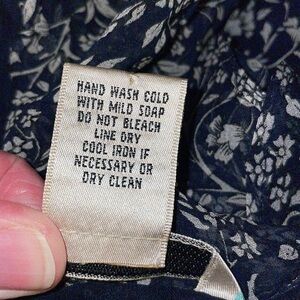 HAND WASH COLD
WITH MILD SOAP
DO NOT BLEACH
LINE DRY
COOL IRON IF
NECESSARY OR
DRY CLEAN